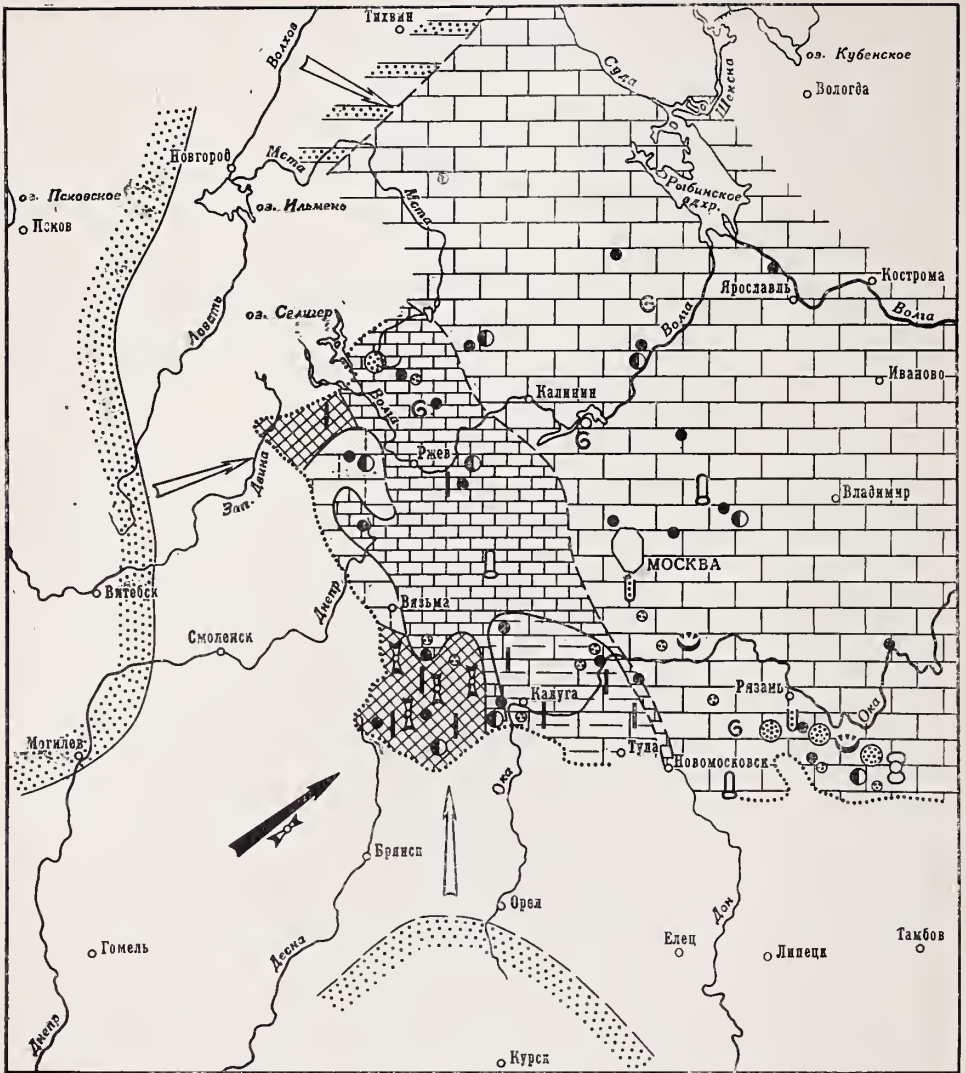 Тихвин
Волхов
Суда
Шексна
оз. Кубенское
Вологда
Новгород
Мста
оз. Псковское
Псков
оз. Ильмень
Мста
Рыбинское
вдхр.
Кострома
Ярославль
Волга
Ловать
оз. Селигер
Волга
Иваново
Калинин
Волга
Ржев
Зап. Двина
Владимир
МОСКВА
Витебск
Вязьма
Днепр
Смоленск
Калуга
Рязань
Ока
Могилев
Тула
Новомосковск
Ока
Брянск
Орел
Дон
Гомель
Десна
Елец
Липецк
Тамбов
Днепр
Курск